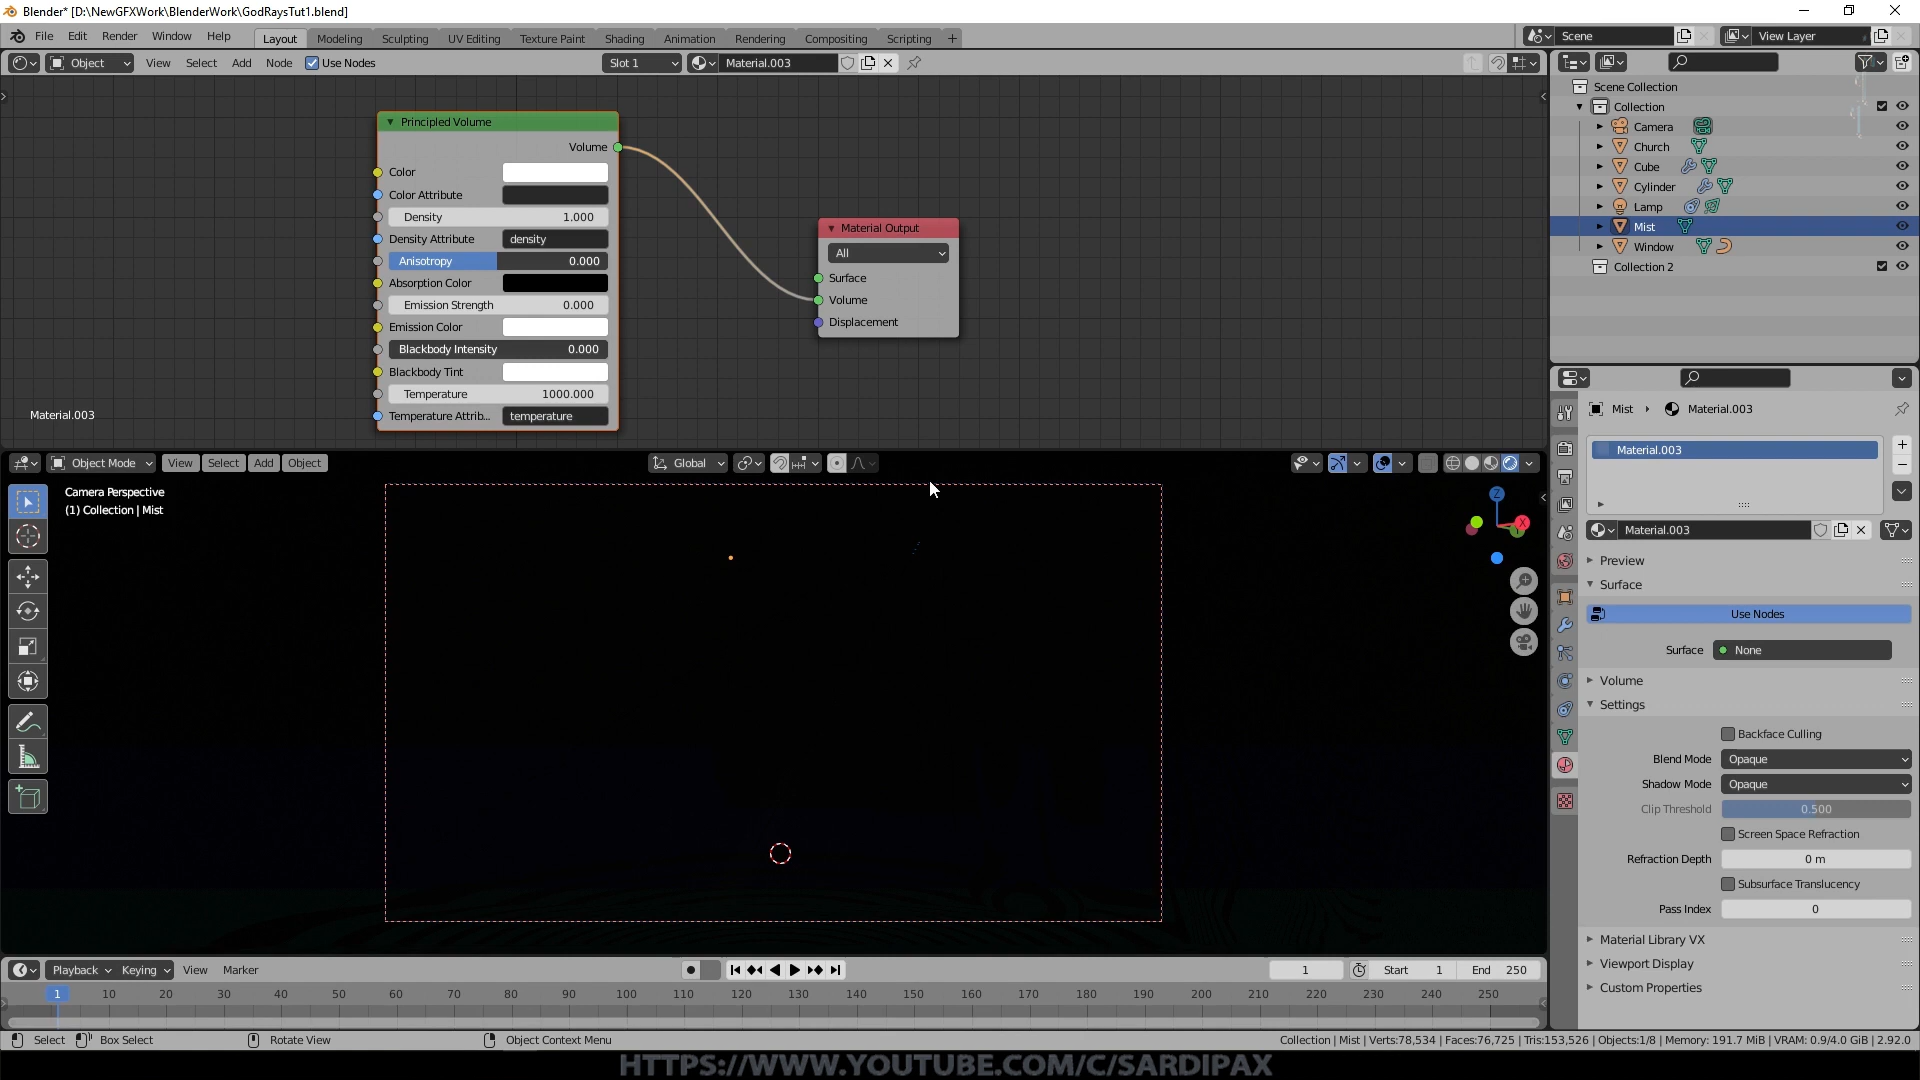 Blender* [D:\NewGFXWork\BlenderWork\GodRaysTut1.blend]
File Edit Render Window Help Layout Modeling Sculpting UV Editing Texture Paint Shading Animation Rendering Compositing Scripting + Scene View Layer
Object View Select Add Node Use Nodes Slot 1 Material.003
Principled Volume
Volume
Color
Color Attribute
Density 1.000
Density Attribute density
Anisotropy 0.000
Absorption Color
Emission Strength 0.000
Emission Color
Blackbody Intensity 0.000
Blackbody Tint
Temperature 1000.000
Temperature Attrib... temperature
Material Output
All
Surface
Volume
Displacement
Material.003
Scene Collection
Collection
Camera
Church
Cube
Cylinder
Lamp
Mist
Window
Collection 2
Object Mode View Select Add Object Global
Camera Perspective
(1) Collection | Mist
Z
X
Mist Material.003
Material.003
Material.003
Preview
Surface
Use Nodes
Surface None
Volume
Settings
Backface Culling
Blend Mode Opaque
Shadow Mode Opaque
Clip Threshold 0.500
Screen Space Refraction
Refraction Depth 0 m
Subsurface Translucency
Pass Index 0
Material Library VX
Viewport Display
Custom Properties
Playback Keying View Marker 1 Start 1 End 250
1 10 20 30 40 50 60 70 80 90 100 110 120 130 140 150 160 170 180 190 200 210 220 230 240 250
Select Box Select Rotate View Object Context Menu Collection | Mist | Verts:78,534 | Faces:76,725 | Tris:153,526 | Objects:1/8 | Memory: 191.7 MiB | VRAM: 0.9/4.0 GiB | 2.92.0
HTTPS://WWW.YOUTUBE.COM/C/SARDIPAX